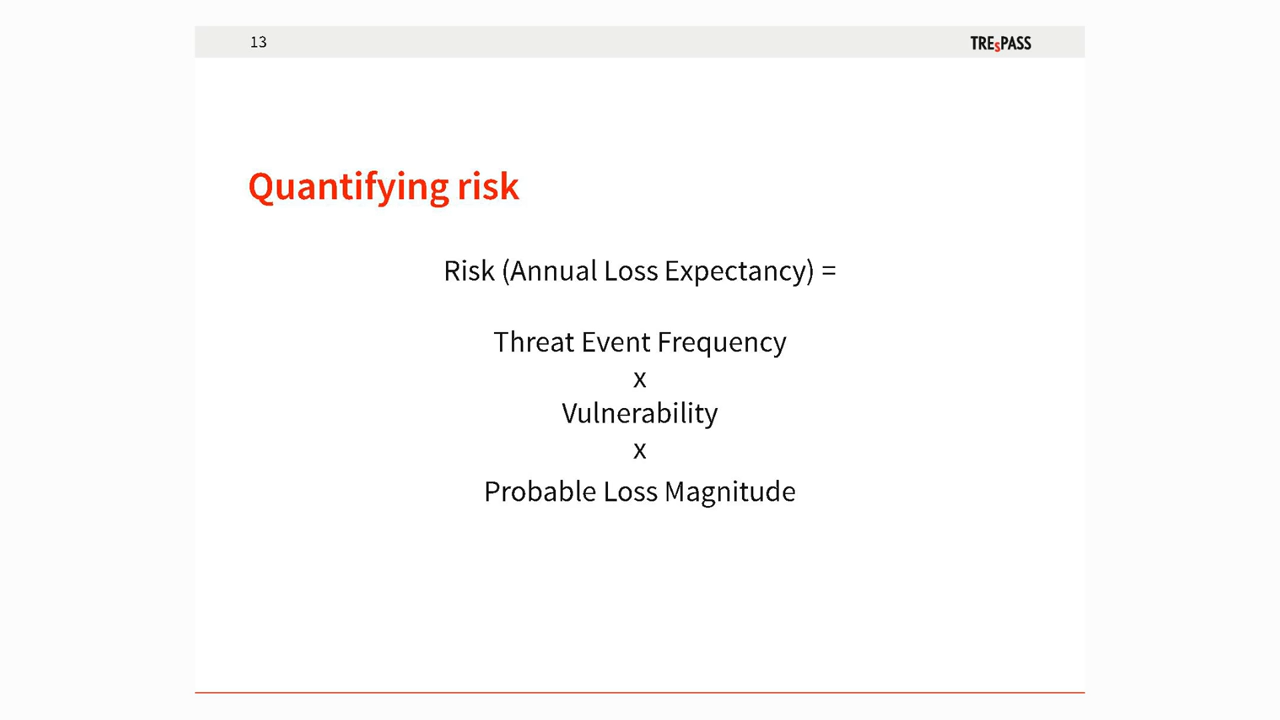 13
TREsPASS
Quantifying risk
Risk (Annual Loss Expectancy) =
Threat Event Frequency
x
Vulnerability
x
Probable Loss Magnitude